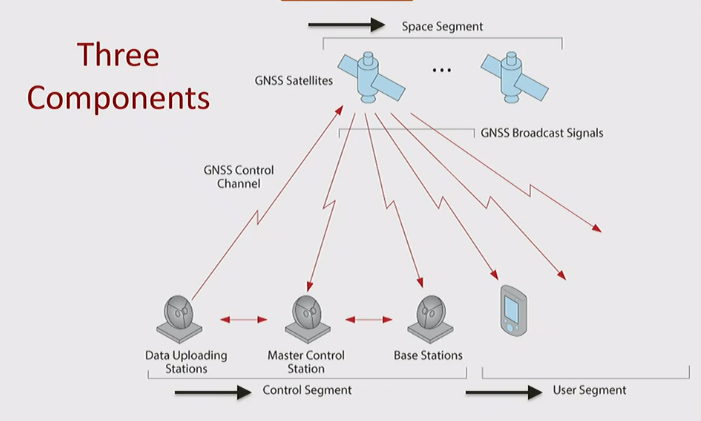 Three
Components
Space Segment
GNSS Satellites
...
GNSS Broadcast Signals
GNSS Control
Channel
Data Uploading
Stations
Master Control
Station
Base Stations
Control Segment
User Segment